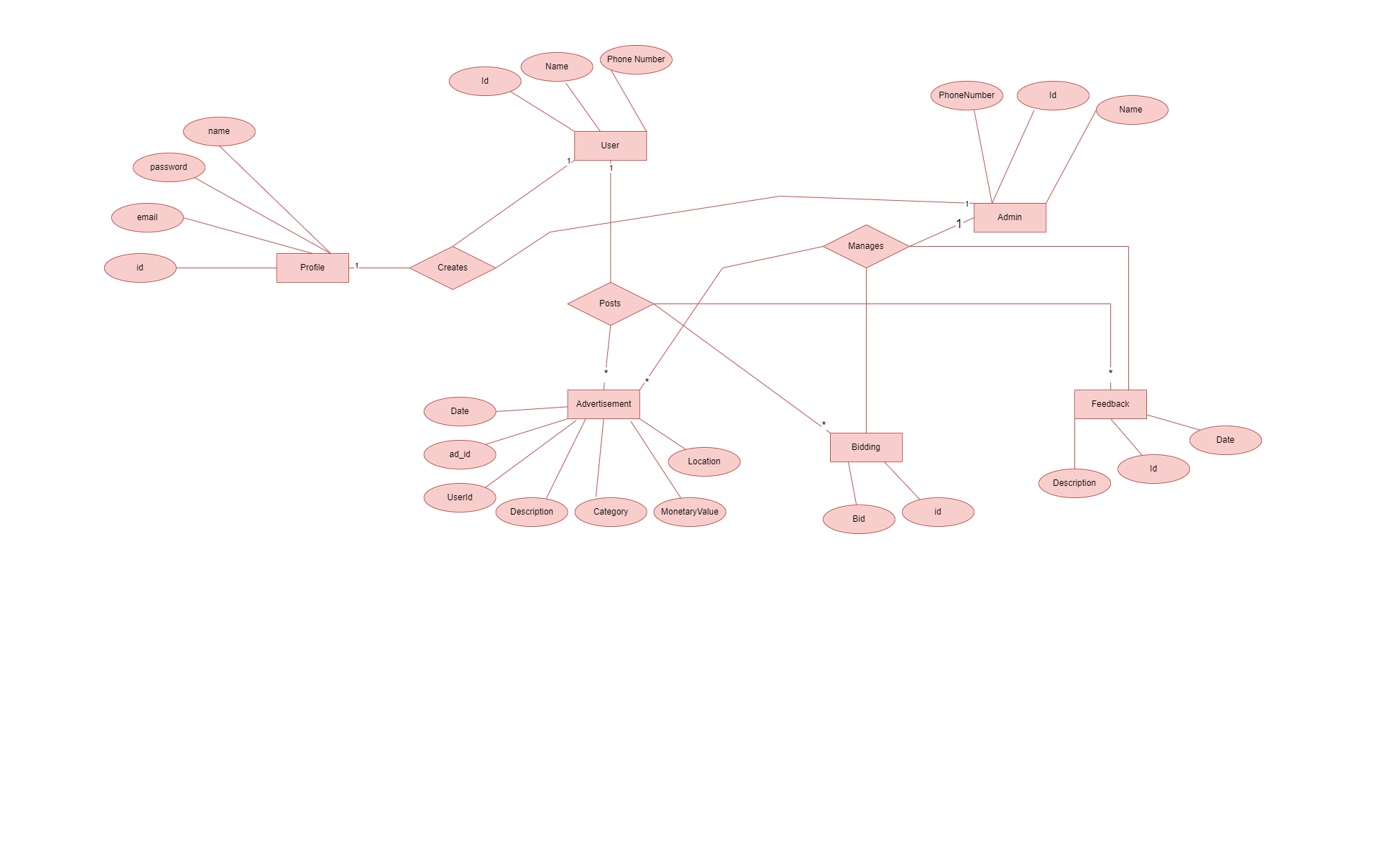 Phone Number
Name
Id
PhoneNumber
Id
Name
name
User
password
1
1
email
1
Admin
1
Manages
id
Profile
1
Creates
Posts
*
*
*
Date
Advertisement
Feedback
*
ad_id
Bidding
Date
Location
Id
UserId
Description
Description
Category
MonetaryValue
Bid
id